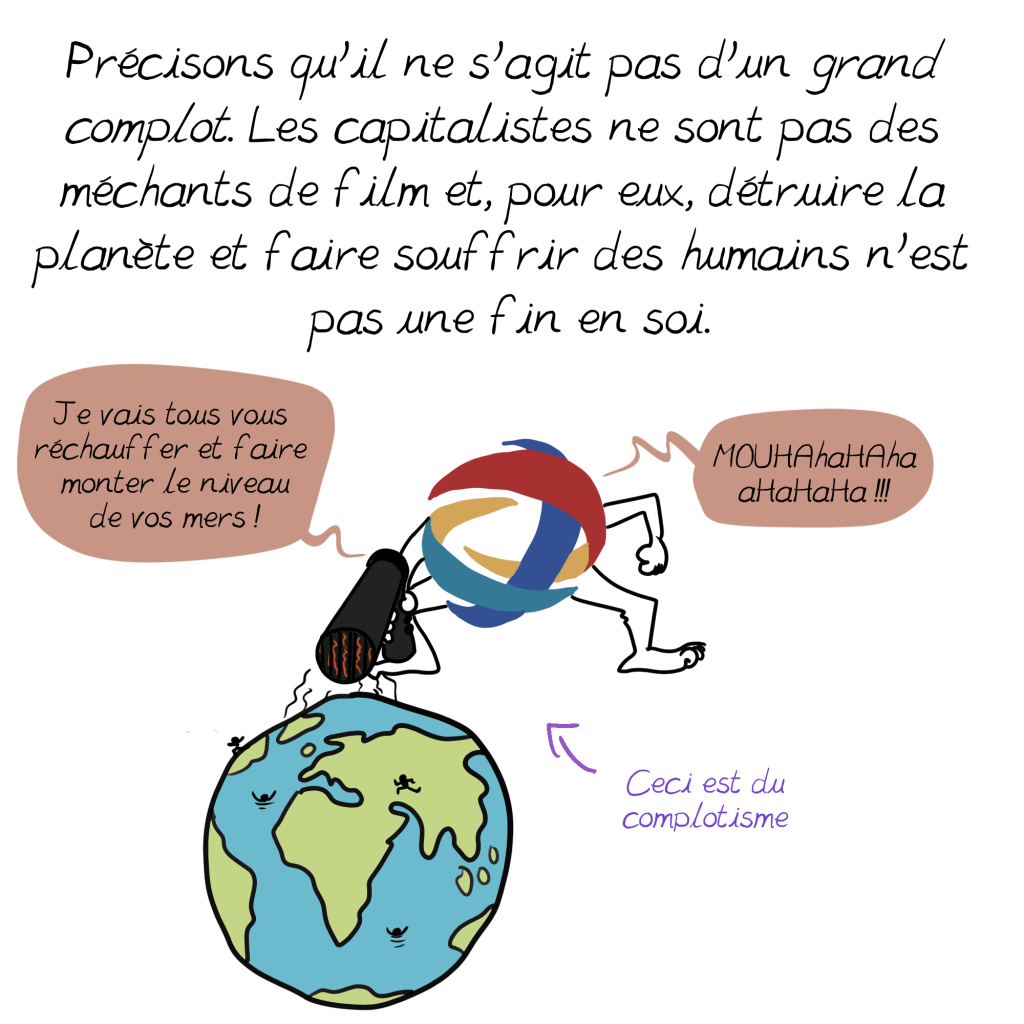 Précisons qu'il ne s'agit pas d'un grand
complot. Les capitalistes ne sont pas des
méchants de film et, pour eux, détruire la
planète et faire souffrir des humains n'est
pas une fin en soi.
Je vais tous vous
réchauffer et faire
monter le niveau
de vos mers !
MOUHAhaHAha
aHaHaHa !!!
Ceci est du
complotisme